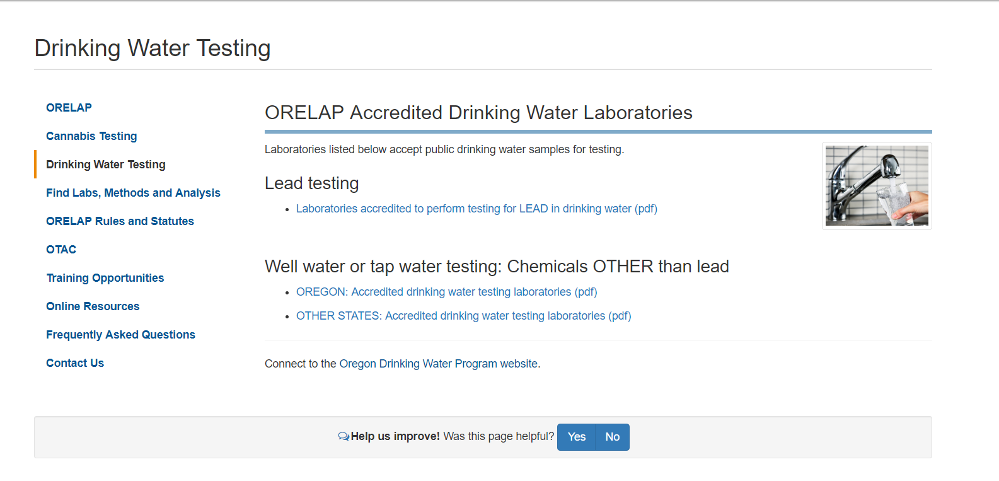 Drinking Water Testing
ORELAP
Cannabis Testing
Drinking Water Testing
Find Labs, Methods and Analysis
ORELAP Rules and Statutes
OTAC
Training Opportunities
Online Resources
Frequently Asked Questions
Contact Us
ORELAP Accredited Drinking Water Laboratories
Laboratories listed below accept public drinking water samples for testing.
Lead testing
• Laboratories accredited to perform testing for LEAD in drinking water (pdf)
Well water or tap water testing: Chemicals OTHER than lead
• OREGON: Accredited drinking water testing laboratories (pdf)
• OTHER STATES: Accredited drinking water testing laboratories (pdf)
Connect to the Oregon Drinking Water Program website.
Help us improve! Was this page helpful? Yes No